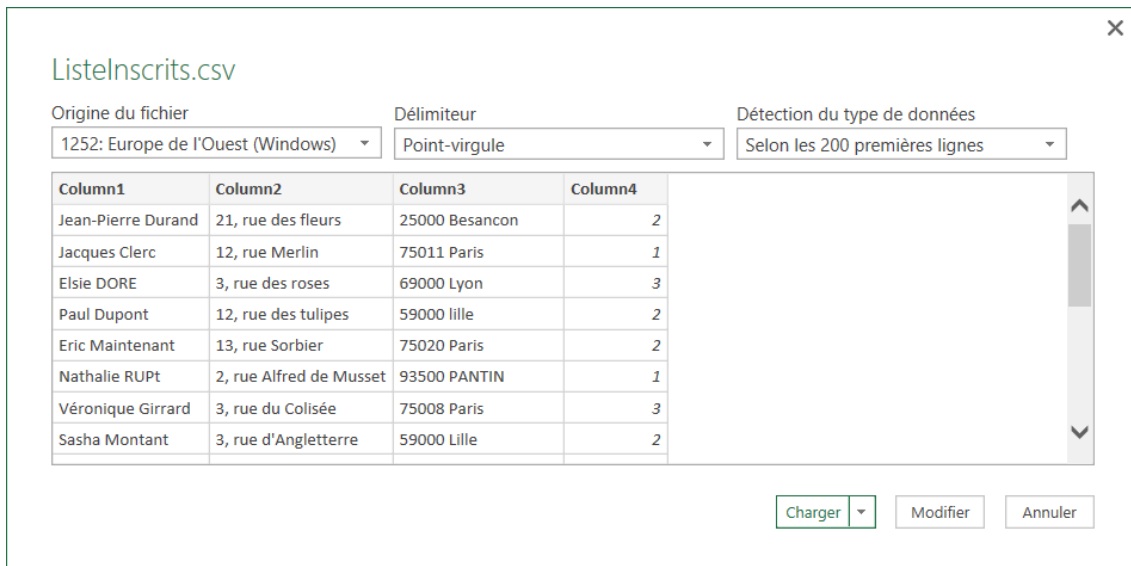 ListeInscrits.csv
Origine du fichier Délimiteur Détection du type de données
1252: Europe de l'Ouest (Windows) Point-virgule Selon les 200 premières lignes
Column1 Column2 Column3 Column4
Jean-Pierre Durand 21, rue des fleurs 25000 Besancon 2
Jacques Clerc 12, rue Merlin 75011 Paris 1
Elsie DORE 3, rue des roses 69000 Lyon 3
Paul Dupont 12, rue des tulipes 59000 lille 2
Eric Maintenant 13, rue Sorbier 75020 Paris 2
Nathalie RUPt 2, rue Alfred de Musset 93500 PANTIN 1
Véronique Girrard 3, rue du Colisée 75008 Paris 3
Sasha Montant 3, rue d'Angletterre 59000 Lille 2
Charger Modifier Annuler